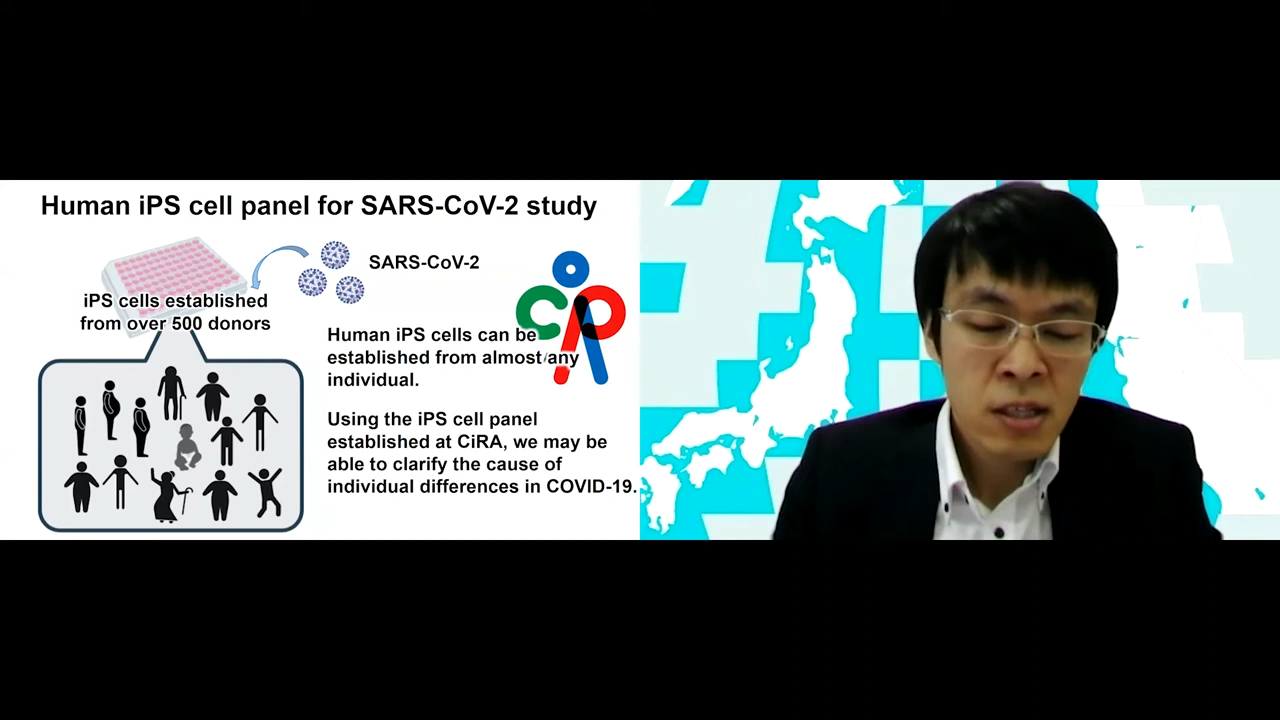 Human iPS cell panel for SARS-CoV-2 study
SARS-CoV-2
iPS cells established
from over 500 donors
Human iPS cells can be
established from almost any
individual.
Using the iPS cell panel
established at CiRA, we may be
able to clarify the cause of
individual differences in COVID-19.